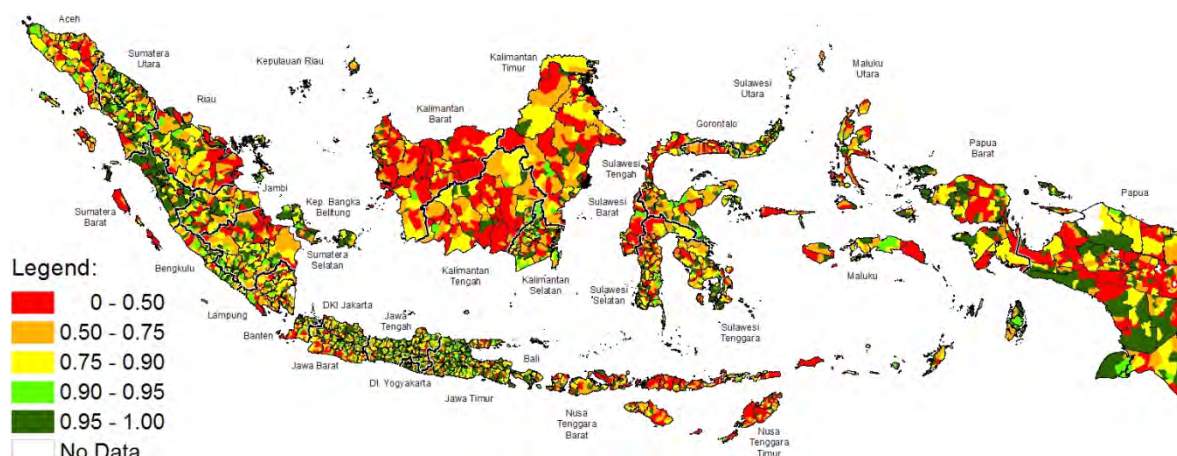 Aceh
Sumatera
Utara
Kepulauan Riau
Riau
Kalimantan
Timur
Kalimantan
Barat
Sulawesi
Utara
Maluku
Utara
Gorontalo
Papua
Barat
Papua
Sulawesi
Tengah
Jambi
Kep. Bangka
Belitung
Sulawesi
Barat
Sumatera
Barat
Sumatera
Selatan
Bengkulu
Kalimantan
Tengah
Kalimantan
Selatan
Sulawesi
Selatan
Maluku
Lampung
DKI Jakarta
Jawa
Tengah
Sulawesi
Tenggara
Banten
Jawa Barat
Bali
DI. Yogyakarta
Jawa Timur
Nusa
Tenggara
Barat
Nusa
Tenggara
Timur
Legend:
0 - 0.50
0.50 - 0.75
0.75 - 0.90
0.90 - 0.95
0.95 - 1.00
No Data